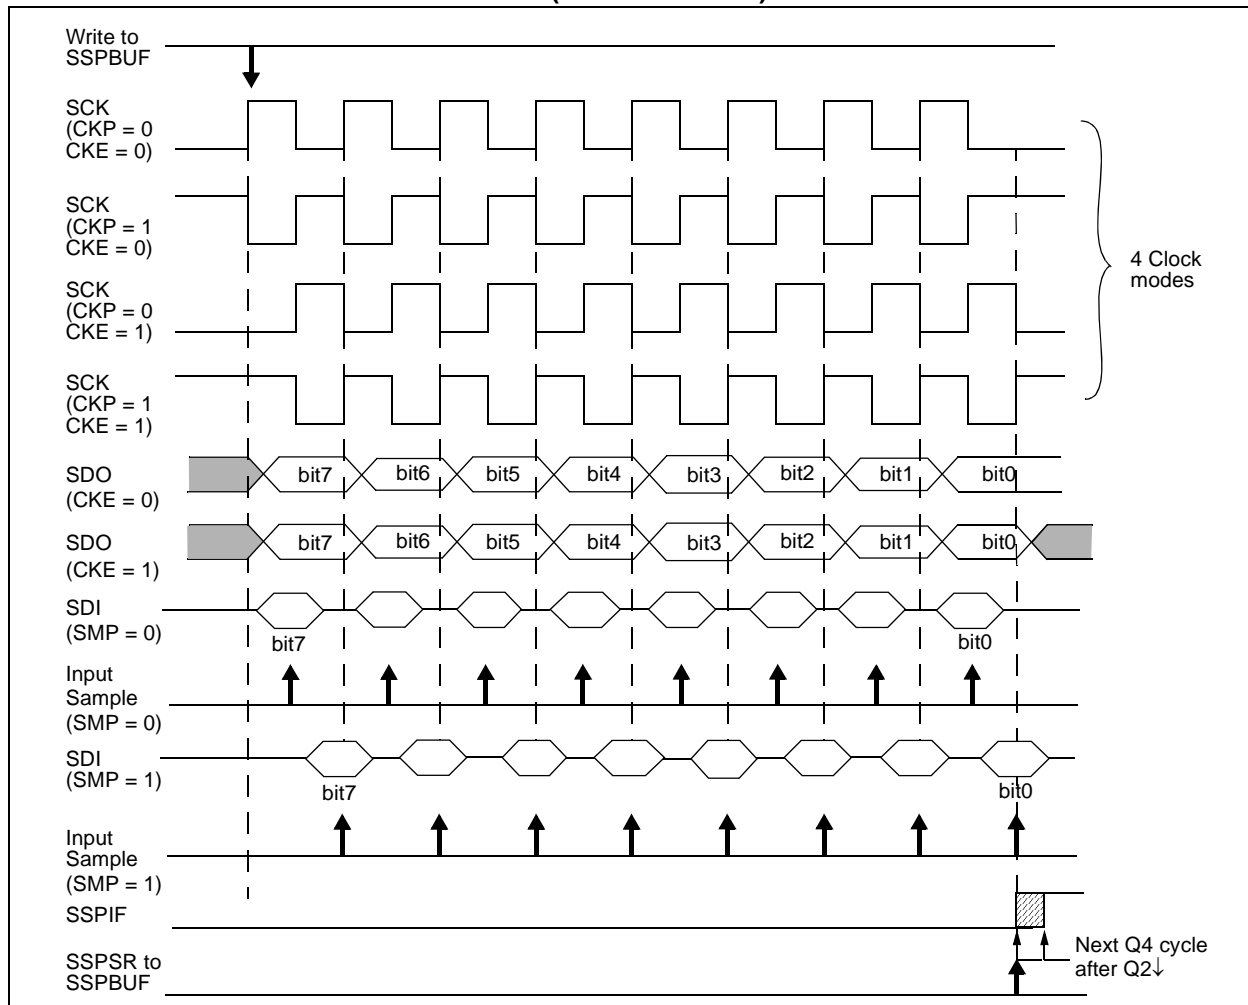 Write to
SSPBUF
SCK
(CKP = 0
CKE = 0)
SCK
(CKP = 1
CKE = 0)
SCK
(CKP = 0
CKE = 1)
SCK
(CKP = 1
CKE = 1)
4 Clock
modes
SDO
(CKE = 0)
bit7 bit6 bit5 bit4 bit3 bit2 bit1 bit0
SDO
(CKE = 1)
bit7 bit6 bit5 bit4 bit3 bit2 bit1 bit0
SDI
(SMP = 0)
bit7 bit0
Input
Sample
(SMP = 0)
SDI
(SMP = 1)
bit7 bit0
Input
Sample
(SMP = 1)
SSPIF
Next Q4 cycle
after Q2↓
SSPSR to
SSPBUF